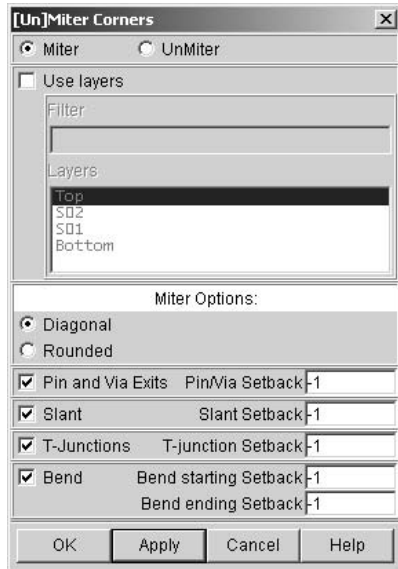 [Un]Miter Corners
Miter UnMiter
Use layers
Filter
Layers
Top
S02
S01
Bottom
Miter Options:
Diagonal
Rounded
Pin and Via Exits Pin/Via Setback -1
Slant Slant Setback -1
T-Junctions T-junction Setback -1
Bend Bend starting Setback -1
Bend ending Setback -1
OK Apply Cancel Help